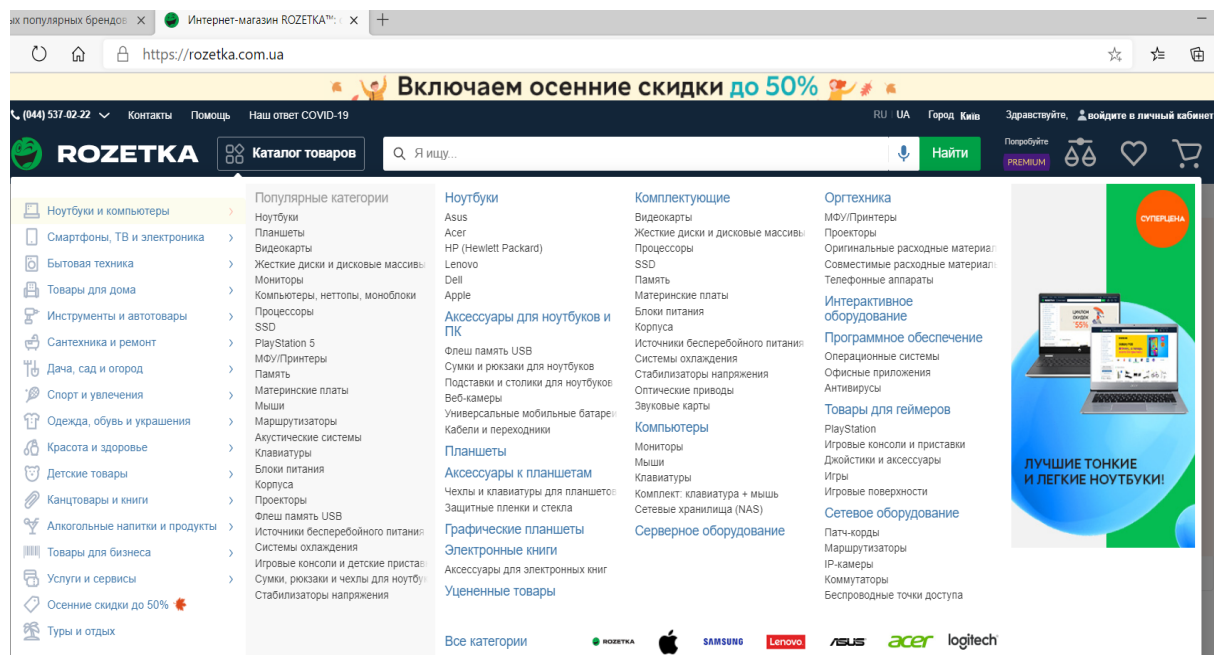 ых популярных брендов
Интернет-магазин ROZETKA™:
https://rozetka.com.ua
Включаем осенние скидки до 50%
(044) 537-02-22 Контакты Помощь Наш ответ COVID-19 RU UA Город Київ Здравствуйте, войдите в личный кабинет
ROZETKA Каталог товаров Я ищу... Найти Попробуйте PREMIUM
Ноутбуки и компьютеры
Смартфоны, ТВ и электроника
Бытовая техника
Товары для дома
Инструменты и автотовары
Сантехника и ремонт
Дача, сад и огород
Спорт и увлечения
Одежда, обувь и украшения
Красота и здоровье
Детские товары
Канцтовары и книги
Алкогольные напитки и продукты
Товары для бизнеса
Услуги и сервисы
Осенние скидки до 50%
Туры и отдых
Популярные категории
Ноутбуки
Планшеты
Видеокарты
Жесткие диски и дисковые массивы
Мониторы
Компьютеры, неттопы, моноблоки
Процессоры
SSD
PlayStation 5
МФУ/Принтеры
Память
Материнские платы
Мыши
Маршрутизаторы
Акустические системы
Клавиатуры
Блоки питания
Корпуса
Проекторы
Флеш память USB
Источники бесперебойного питания
Системы охлаждения
Игровые консоли и детские пристав
Сумки, рюкзаки и чехлы для ноутбук
Стабилизаторы напряжения
Ноутбуки
Asus
Acer
HP (Hewlett Packard)
Lenovo
Dell
Apple
Аксессуары для ноутбуков и
ПК
Флеш память USB
Сумки и рюкзаки для ноутбуков
Подставки и столики для ноутбуков
Веб-камеры
Универсальные мобильные батареи
Кабели и переходники
Планшеты
Аксессуары к планшетам
Чехлы и клавиатуры для планшетов
Защитные пленки и стекла
Графические планшеты
Электронные книги
Аксессуары для электронных книг
Уцененные товары
Комплектующие
Видеокарты
Жесткие диски и дисковые массивы
Процессоры
SSD
Память
Материнские платы
Блоки питания
Корпуса
Источники бесперебойного питания
Системы охлаждения
Стабилизаторы напряжения
Оптические приводы
Звуковые карты
Компьютеры
Мониторы
Мыши
Клавиатуры
Комплект: клавиатура + мышь
Сетевые хранилища (NAS)
Серверное оборудование
Оргтехника
МФУ/Принтеры
Проекторы
Оригинальные расходные материал
Совместимые расходные материал
Телефонные аппараты
Интерактивное
оборудование
Программное обеспечение
Операционные системы
Офисные приложения
Антивирусы
Товары для геймеров
PlayStation
Игровые консоли и приставки
Джойстики и аксессуары
Игры
Игровые поверхности
Сетевое оборудование
Патч-корды
Маршрутизаторы
IP-камеры
Коммутаторы
Беспроводные точки доступа
СУПЕРЦЕНА
ЛУЧШИЕ ТОНКИЕ
И ЛЕГКИЕ НОУТБУКИ!
Все категории ROZETKA SAMSUNG Lenovo ASUS acer logitech